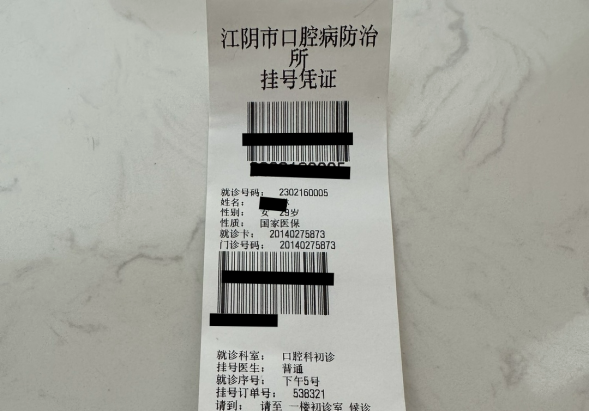 江阴市口腔病防治
所
挂号凭证
就诊号码： 2302160005
姓名：
性别： 女 29岁
性质： 国家医保
就诊卡： 20140275873
门诊号码： 20140275873
就诊科室： 口腔科初诊
挂号医生： 普通
就诊序号： 下午5号
挂号订单号： 538321
请到： 请至 一楼初诊室 候诊